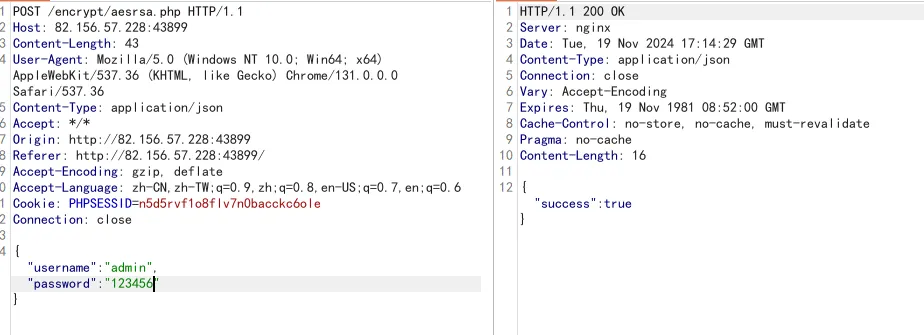 1 POST /encrypt/aesrsa.php HTTP/1.1
2 Host: 82.156.57.228:43899
3 Content-Length: 43
4 User-Agent: Mozilla/5.0 (Windows NT 10.0; Win64; x64)
AppleWebKit/537.36 (KHTML, like Gecko) Chrome/131.0.0.0
Safari/537.36
5 Content-Type: application/json
6 Accept: */*
7 Origin: http://82.156.57.228:43899
8 Referer: http://82.156.57.228:43899/
9 Accept-Encoding: gzip, deflate
0 Accept-Language: zh-CN,zh-TW;q=0.9,zh;q=0.8,en-US;q=0.7,en;q=0.6
1 Cookie: PHPSESSID=n5d5rvf1o8flv7n0bacckc6ole
2 Connection: close
3
4 {
"username":"admin",
"password":"123456"
}
1 HTTP/1.1 200 OK
2 Server: nginx
3 Date: Tue, 19 Nov 2024 17:14:29 GMT
4 Content-Type: application/json
5 Connection: close
6 Vary: Accept-Encoding
7 Expires: Thu, 19 Nov 1981 08:52:00 GMT
8 Cache-Control: no-store, no-cache, must-revalidate
9 Pragma: no-cache
10 Content-Length: 16
11
12 {
"success":true
}